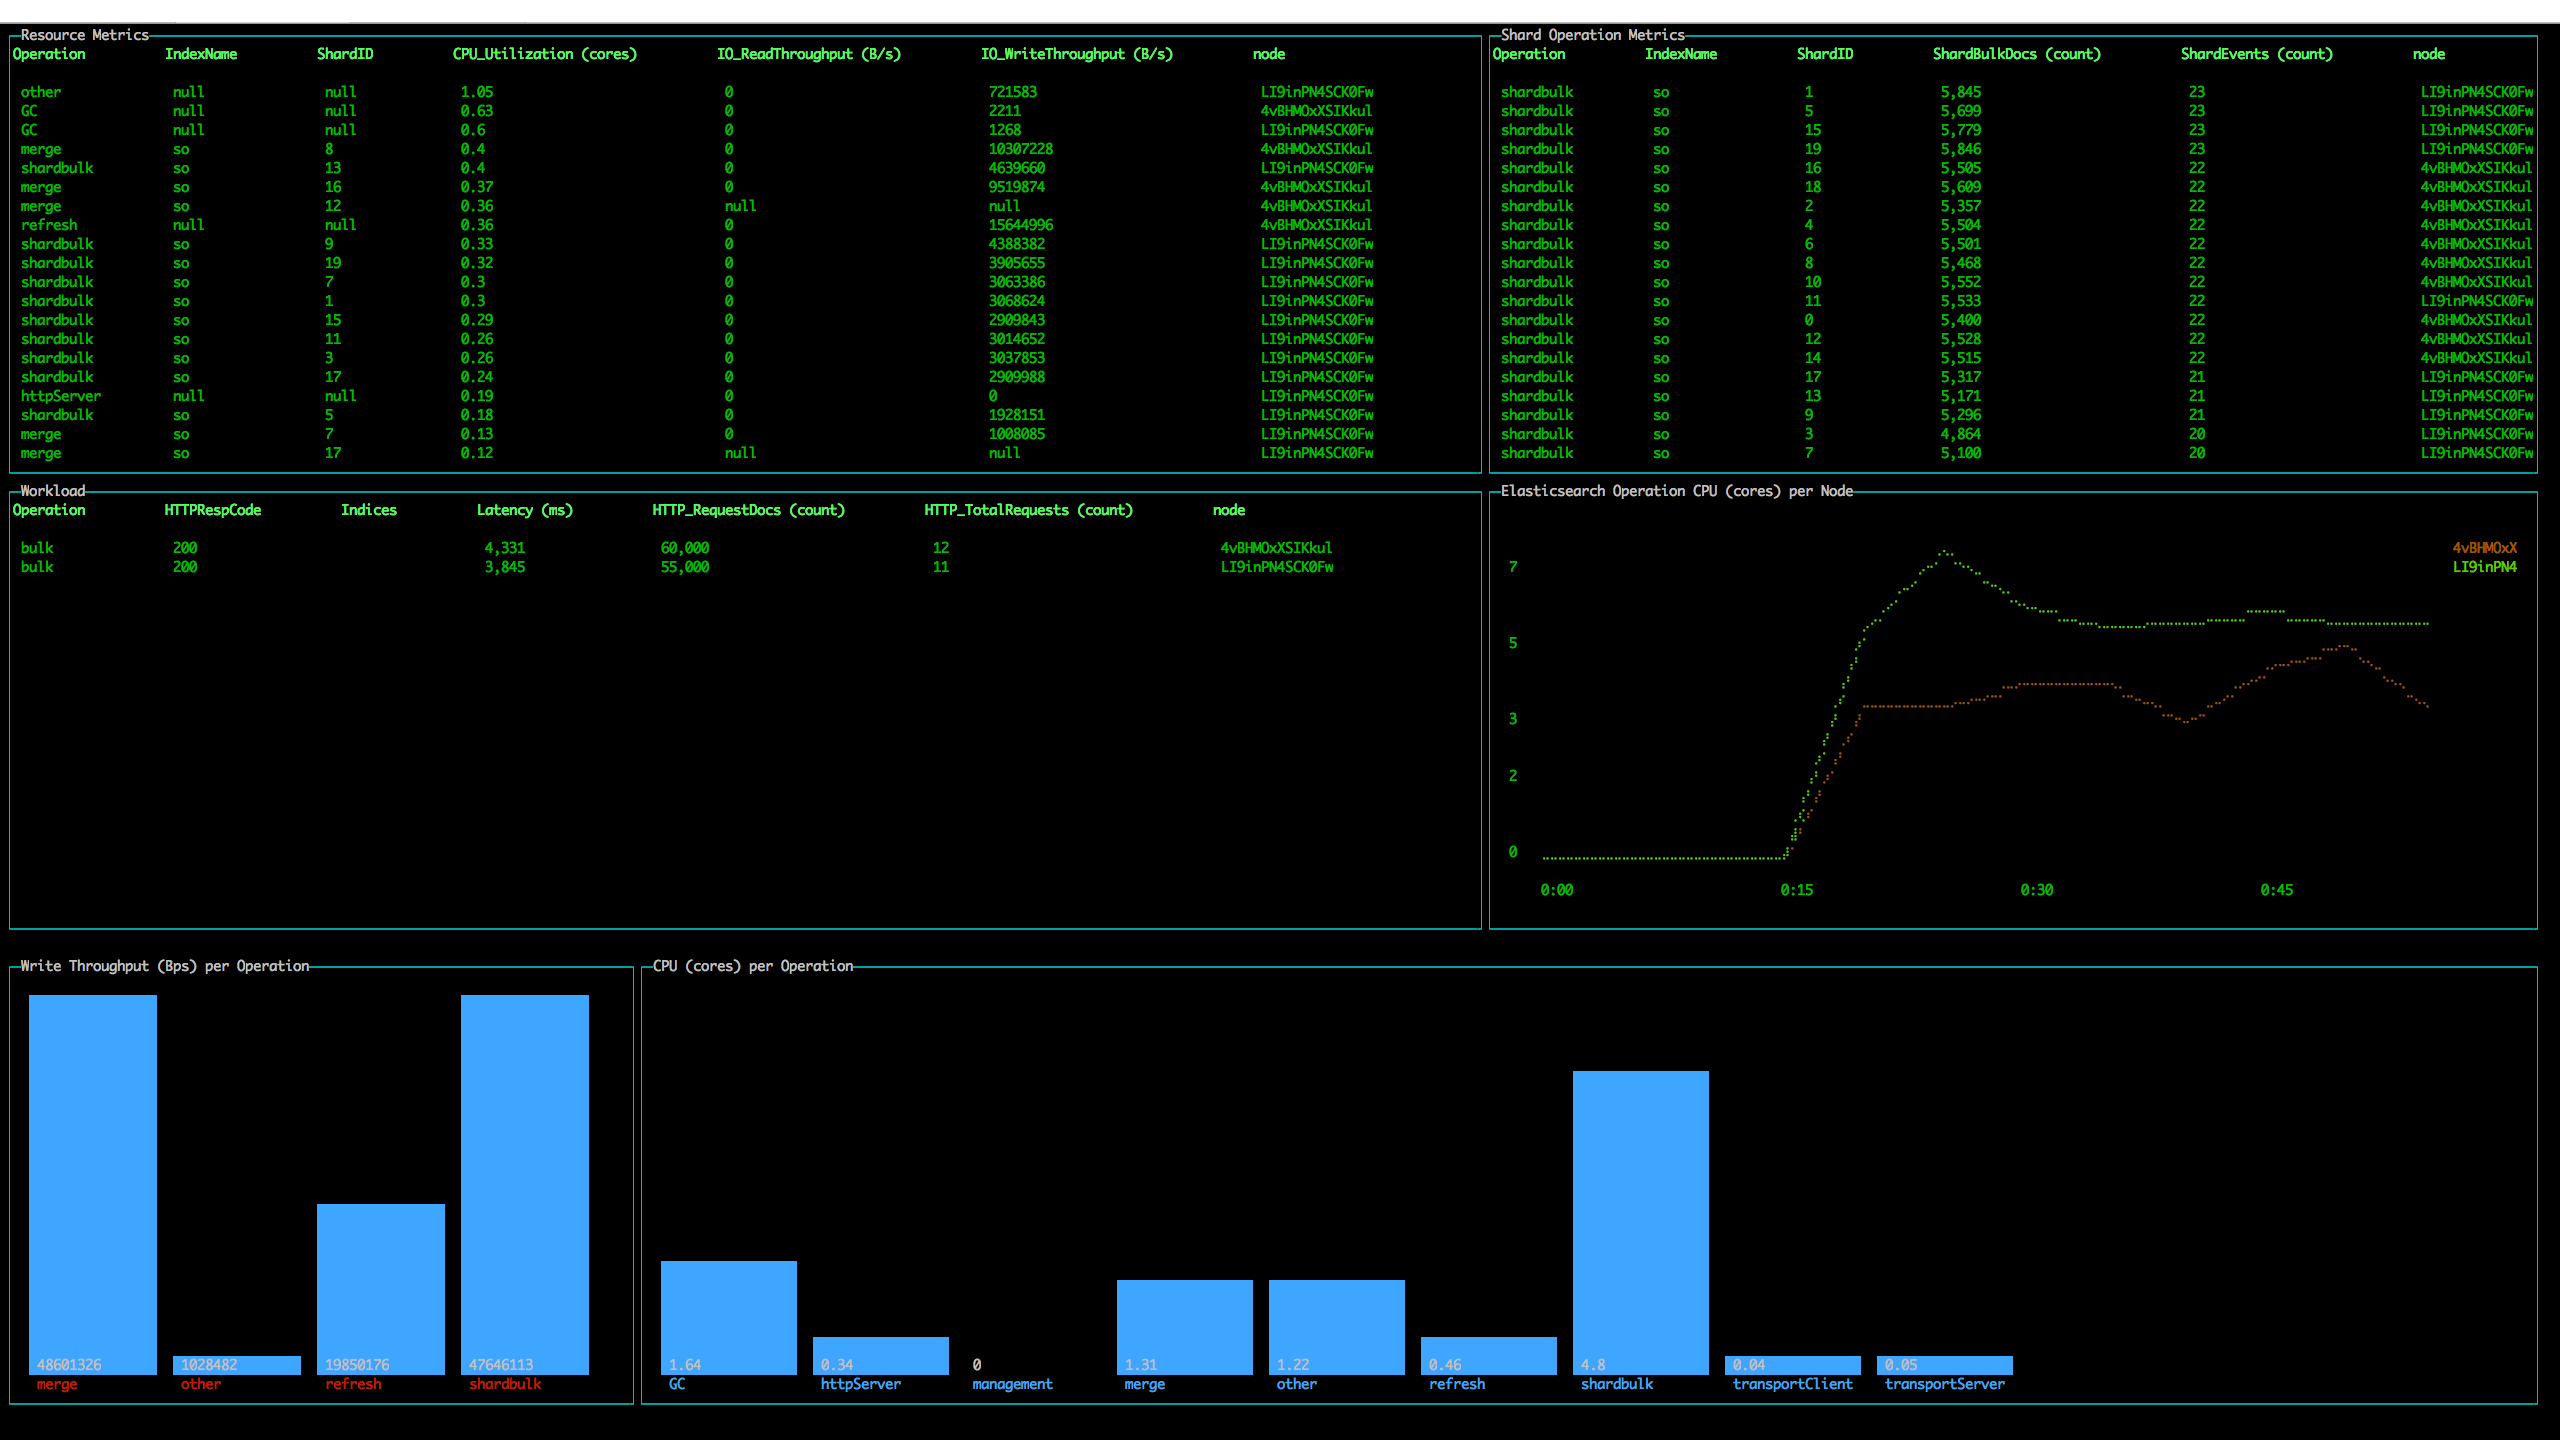 Resource Metrics
Operation IndexName ShardID CPU_Utilization (cores) IO_ReadThroughput (B/s) IO_WriteThroughput (B/s) node
other null null 1.05 0 721583 LI9inPN4SCK0Fw
GC null null 0.63 0 2211 4vBHMOxXSIKkul
GC null null 0.6 0 1268 LI9inPN4SCK0Fw
merge so 8 0.4 0 10307228 4vBHMOxXSIKkul
shardbulk so 13 0.4 0 4639660 LI9inPN4SCK0Fw
merge so 16 0.37 0 9519874 4vBHMOxXSIKkul
merge so 12 0.36 null null 4vBHMOxXSIKkul
refresh null null 0.36 0 15644996 4vBHMOxXSIKkul
shardbulk so 9 0.33 0 4388382 LI9inPN4SCK0Fw
shardbulk so 19 0.32 0 3905655 LI9inPN4SCK0Fw
shardbulk so 7 0.3 0 3063386 LI9inPN4SCK0Fw
shardbulk so 1 0.3 0 3068624 LI9inPN4SCK0Fw
shardbulk so 15 0.29 0 2909843 LI9inPN4SCK0Fw
shardbulk so 11 0.26 0 3014652 LI9inPN4SCK0Fw
shardbulk so 3 0.26 0 3037853 LI9inPN4SCK0Fw
shardbulk so 17 0.24 0 2909988 LI9inPN4SCK0Fw
httpServer null null 0.19 0 0 LI9inPN4SCK0Fw
shardbulk so 5 0.18 0 1928151 LI9inPN4SCK0Fw
merge so 7 0.13 0 1008085 LI9inPN4SCK0Fw
merge so 17 0.12 null null LI9inPN4SCK0Fw
Shard Operation Metrics
Operation IndexName ShardID ShardBulkDocs (count) ShardEvents (count) node
shardbulk so 1 5,845 23 LI9inPN4SCK0Fw
shardbulk so 5 5,699 23 LI9inPN4SCK0Fw
shardbulk so 15 5,779 23 LI9inPN4SCK0Fw
shardbulk so 19 5,846 23 LI9inPN4SCK0Fw
shardbulk so 16 5,505 22 4vBHMOxXSIKkul
shardbulk so 18 5,609 22 4vBHMOxXSIKkul
shardbulk so 2 5,357 22 4vBHMOxXSIKkul
shardbulk so 4 5,504 22 4vBHMOxXSIKkul
shardbulk so 6 5,501 22 4vBHMOxXSIKkul
shardbulk so 8 5,468 22 4vBHMOxXSIKkul
shardbulk so 10 5,552 22 4vBHMOxXSIKkul
shardbulk so 11 5,533 22 LI9inPN4SCK0Fw
shardbulk so 0 5,400 22 4vBHMOxXSIKkul
shardbulk so 12 5,528 22 4vBHMOxXSIKkul
shardbulk so 14 5,515 22 4vBHMOxXSIKkul
shardbulk so 17 5,317 21 LI9inPN4SCK0Fw
shardbulk so 13 5,171 21 LI9inPN4SCK0Fw
shardbulk so 9 5,296 21 LI9inPN4SCK0Fw
shardbulk so 3 4,864 20 LI9inPN4SCK0Fw
shardbulk so 7 5,100 20 LI9inPN4SCK0Fw
Workload
Operation HTTPRespCode Indices Latency (ms) HTTP_RequestDocs (count) HTTP_TotalRequests (count) node
bulk 200 4,331 60,000 12 4vBHMOxXSIKkul
bulk 200 3,845 55,000 11 LI9inPN4SCK0Fw
Elasticsearch Operation CPU (cores) per Node
4vBHMOxX
7 LI9inPN4
5
3
2
0
0:00 0:15 0:30 0:45
Write Throughput (Bps) per Operation
48601326 1028482 19850176 47646113
merge other refresh shardbulk
CPU (cores) per Operation
1.64 0.34 0 1.31 1.22 0.46 4.8 0.04 0.05
GC httpServer management merge other refresh shardbulk transportClient transportServer